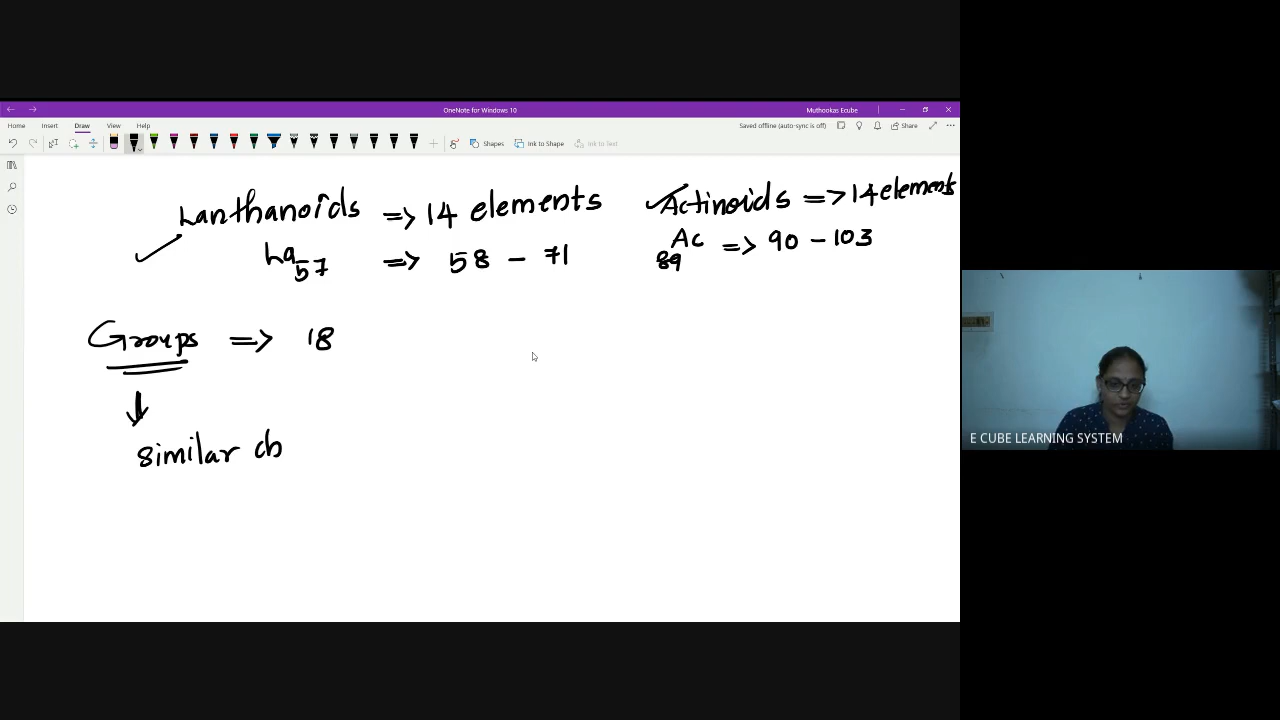 OneNote for Windows 10
Muthookas Ecube
Home Insert Draw View Help
Saved offline (auto-sync is off)
Share
Shapes
Ink to Shape
Ink to Text
Lanthanoids => 14 elements
La57 => 58 - 71
Actinoids => 14 elements
Ac89 => 90 - 103
Groups => 18
similar ch
E CUBE LEARNING SYSTEM